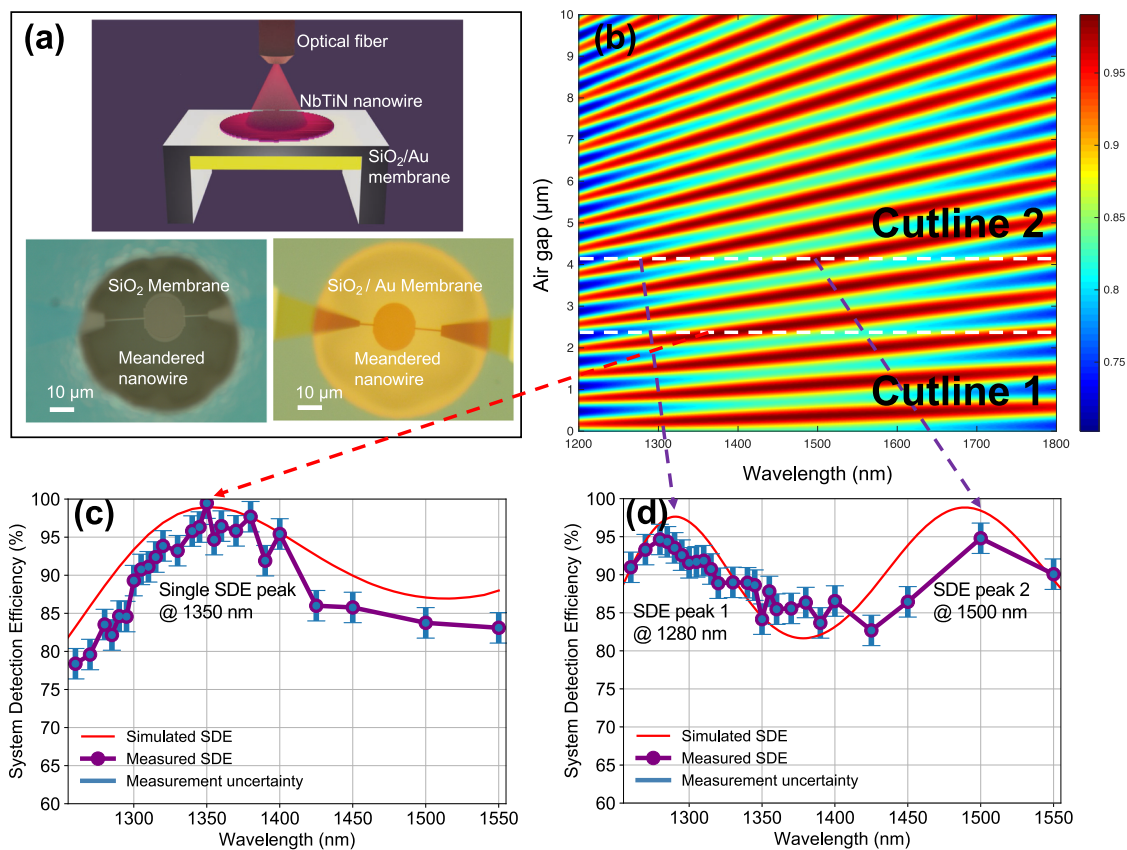 (a)
Optical fiber
NbTiN nanowire
SiO₂/Au
membrane
SiO₂ Membrane
Meandered
nanowire
10 µm
SiO₂ / Au Membrane
Meandered
nanowire
10 µm
(b)
10
9
8
7
6
5
4
3
2
1
0
Air gap (µm)
1200
1300
1400
1500
1600
1700
1800
Wavelength (nm)
Cutline 2
Cutline 1
0.95
0.9
0.85
0.8
0.75
(c)
100
95
90
85
80
75
70
65
60
System Detection Efficiency (%)
Single SDE peak
@ 1350 nm
Simulated SDE
Measured SDE
Measurement uncertainty
1300
1350
1400
1450
1500
1550
Wavelength (nm)
(d)
100
95
90
85
80
75
70
65
60
System Detection Efficiency (%)
SDE peak 1
@ 1280 nm
SDE peak 2
@ 1500 nm
Simulated SDE
Measured SDE
Measurement uncertainty
1300
1350
1400
1450
1500
1550
Wavelength (nm)